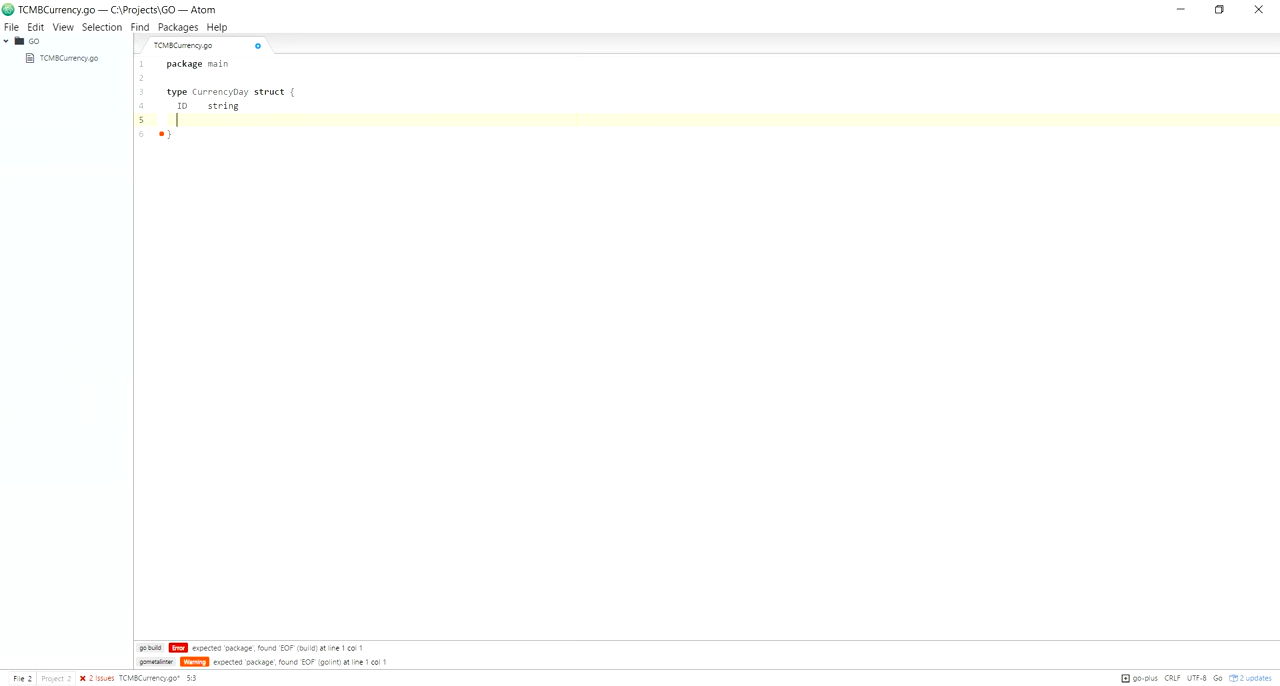 TCMBCurrency.go — C:\Projects\GO — Atom
File Edit View Selection Find Packages Help
GO
TCMBCurrency.go
TCMBCurrency.go
1 package main
2
3 type CurrencyDay struct {
4 ID string
5
6 }
go build Error expected 'package', found 'EOF' (build) at line 1 col 1
gometalinter Warning expected 'package', found 'EOF' (golint) at line 1 col 1
File 2 Project 2 2 Issues TCMBCurrency.go* 5:3 go-plus CRLF UTF-8 Go 2 updates